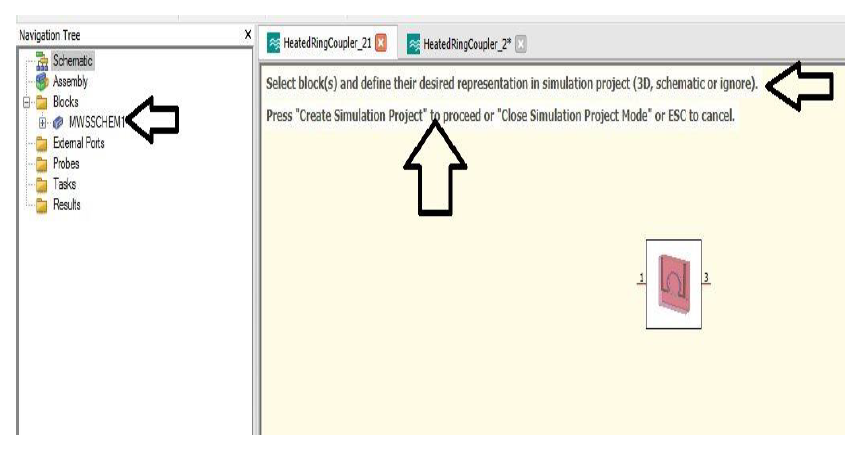 Navigation Tree X
Schematic
Assembly
Blocks
MWSSCHEM1
External Ports
Probes
Tasks
Results
HeatedRingCoupler_21
HeatedRingCoupler_2*
Select block(s) and define their desired representation in simulation project (3D, schematic or ignore).
Press "Create Simulation Project" to proceed or "Close Simulation Project Mode" or ESC to cancel.
1 3